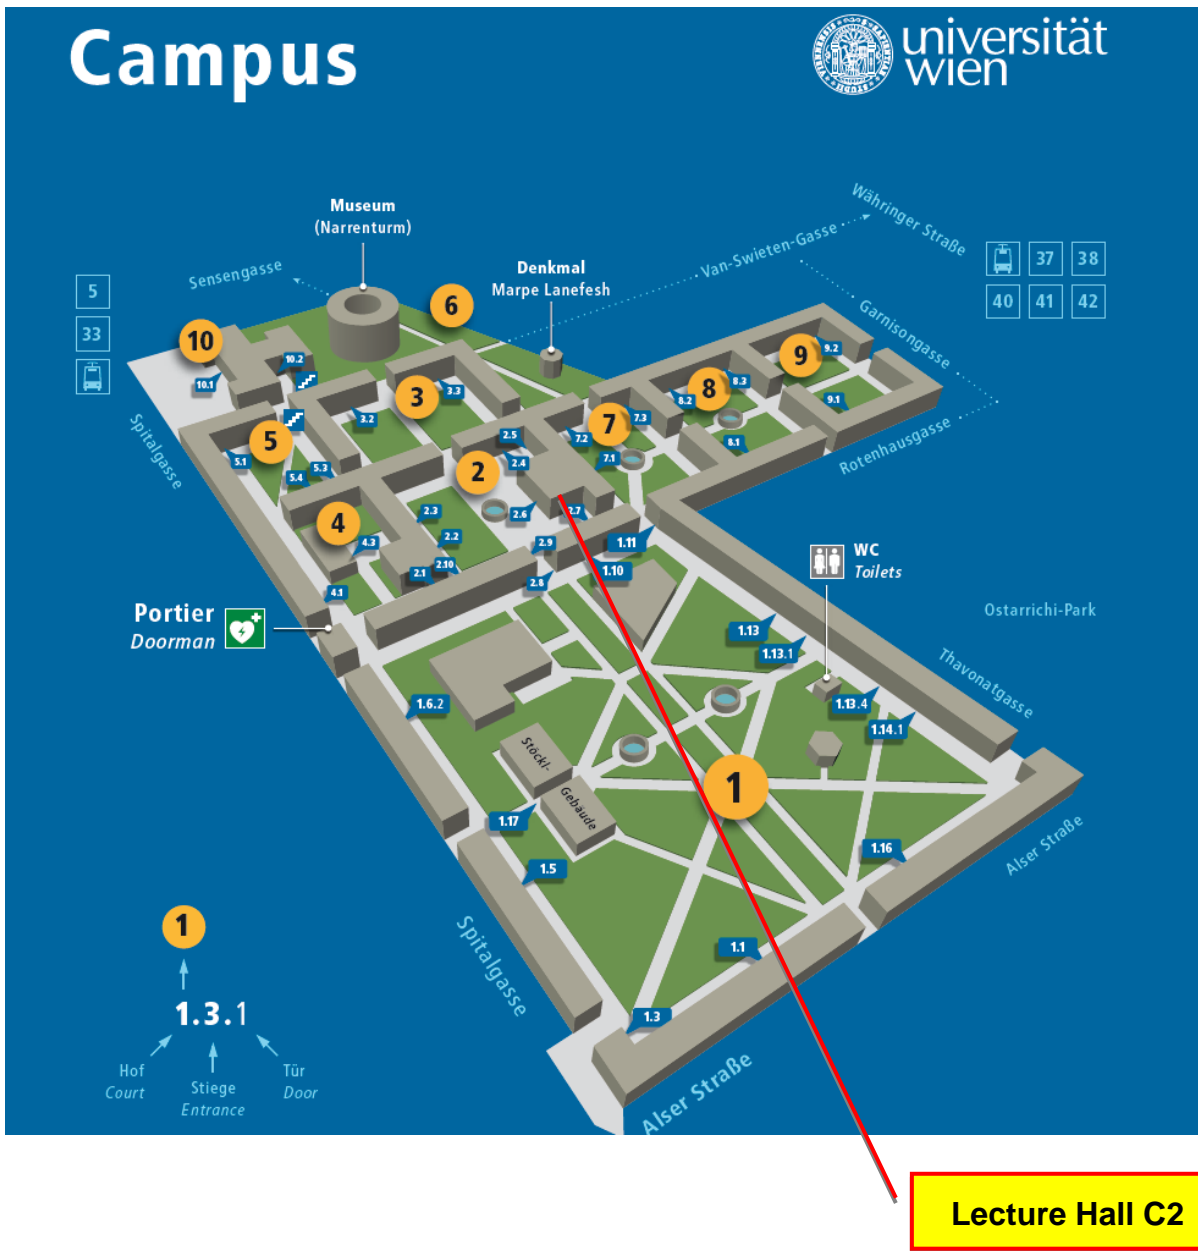 Campus
universität
wien
Museum
(Narrenturm)
Denkmal
Marpe Lanefesh
Sensengasse
Van-Swieten-Gasse
Währinger Straße
Garnisongasse
Rotenhausgasse
5
33
37 38
40 41 42
6
10
10.2
10.1
3
3.3
3.2
9
9.2
9.1
8
8.3
8.2
8.1
7
7.3
7.2
7.1
5
5.1
5.3
5.4
2
2.5
2.4
2.6
2.7
2.3
2.2
2.9
2.10
2.1
2.8
4
4.3
4.1
Spitalgasse
1.11
1.10
WC
Toilets
Ostarrichi-Park
Portier
Doorman
1.13
1.13.1
1.13.4
1.14.1
Thavonatgasse
1.6.2
Stöckl-
Gebäude
1
1.17
1.5
1.16
Alser Straße
1.1
1.3
Spitalgasse
Alser Straße
1
1.3.1
Hof
Court
Stiege
Entrance
Tür
Door
Lecture Hall C2